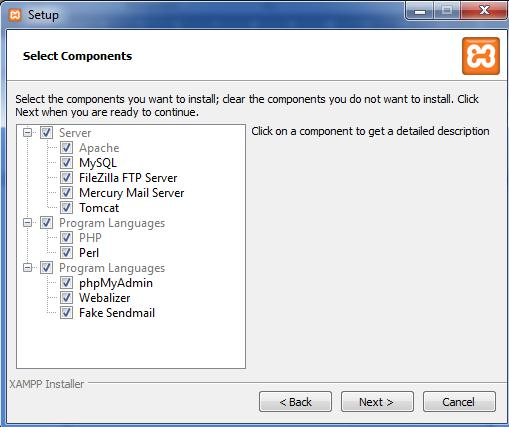 Setup
Select Components
Select the components you want to install; clear the components you do not want to install. Click
Next when you are ready to continue.
Server
Apache
MySQL
FileZilla FTP Server
Mercury Mail Server
Tomcat
Program Languages
PHP
Perl
Program Languages
phpMyAdmin
Webalizer
Fake Sendmail
Click on a component to get a detailed description
XAMPP Installer
< Back
Next >
Cancel